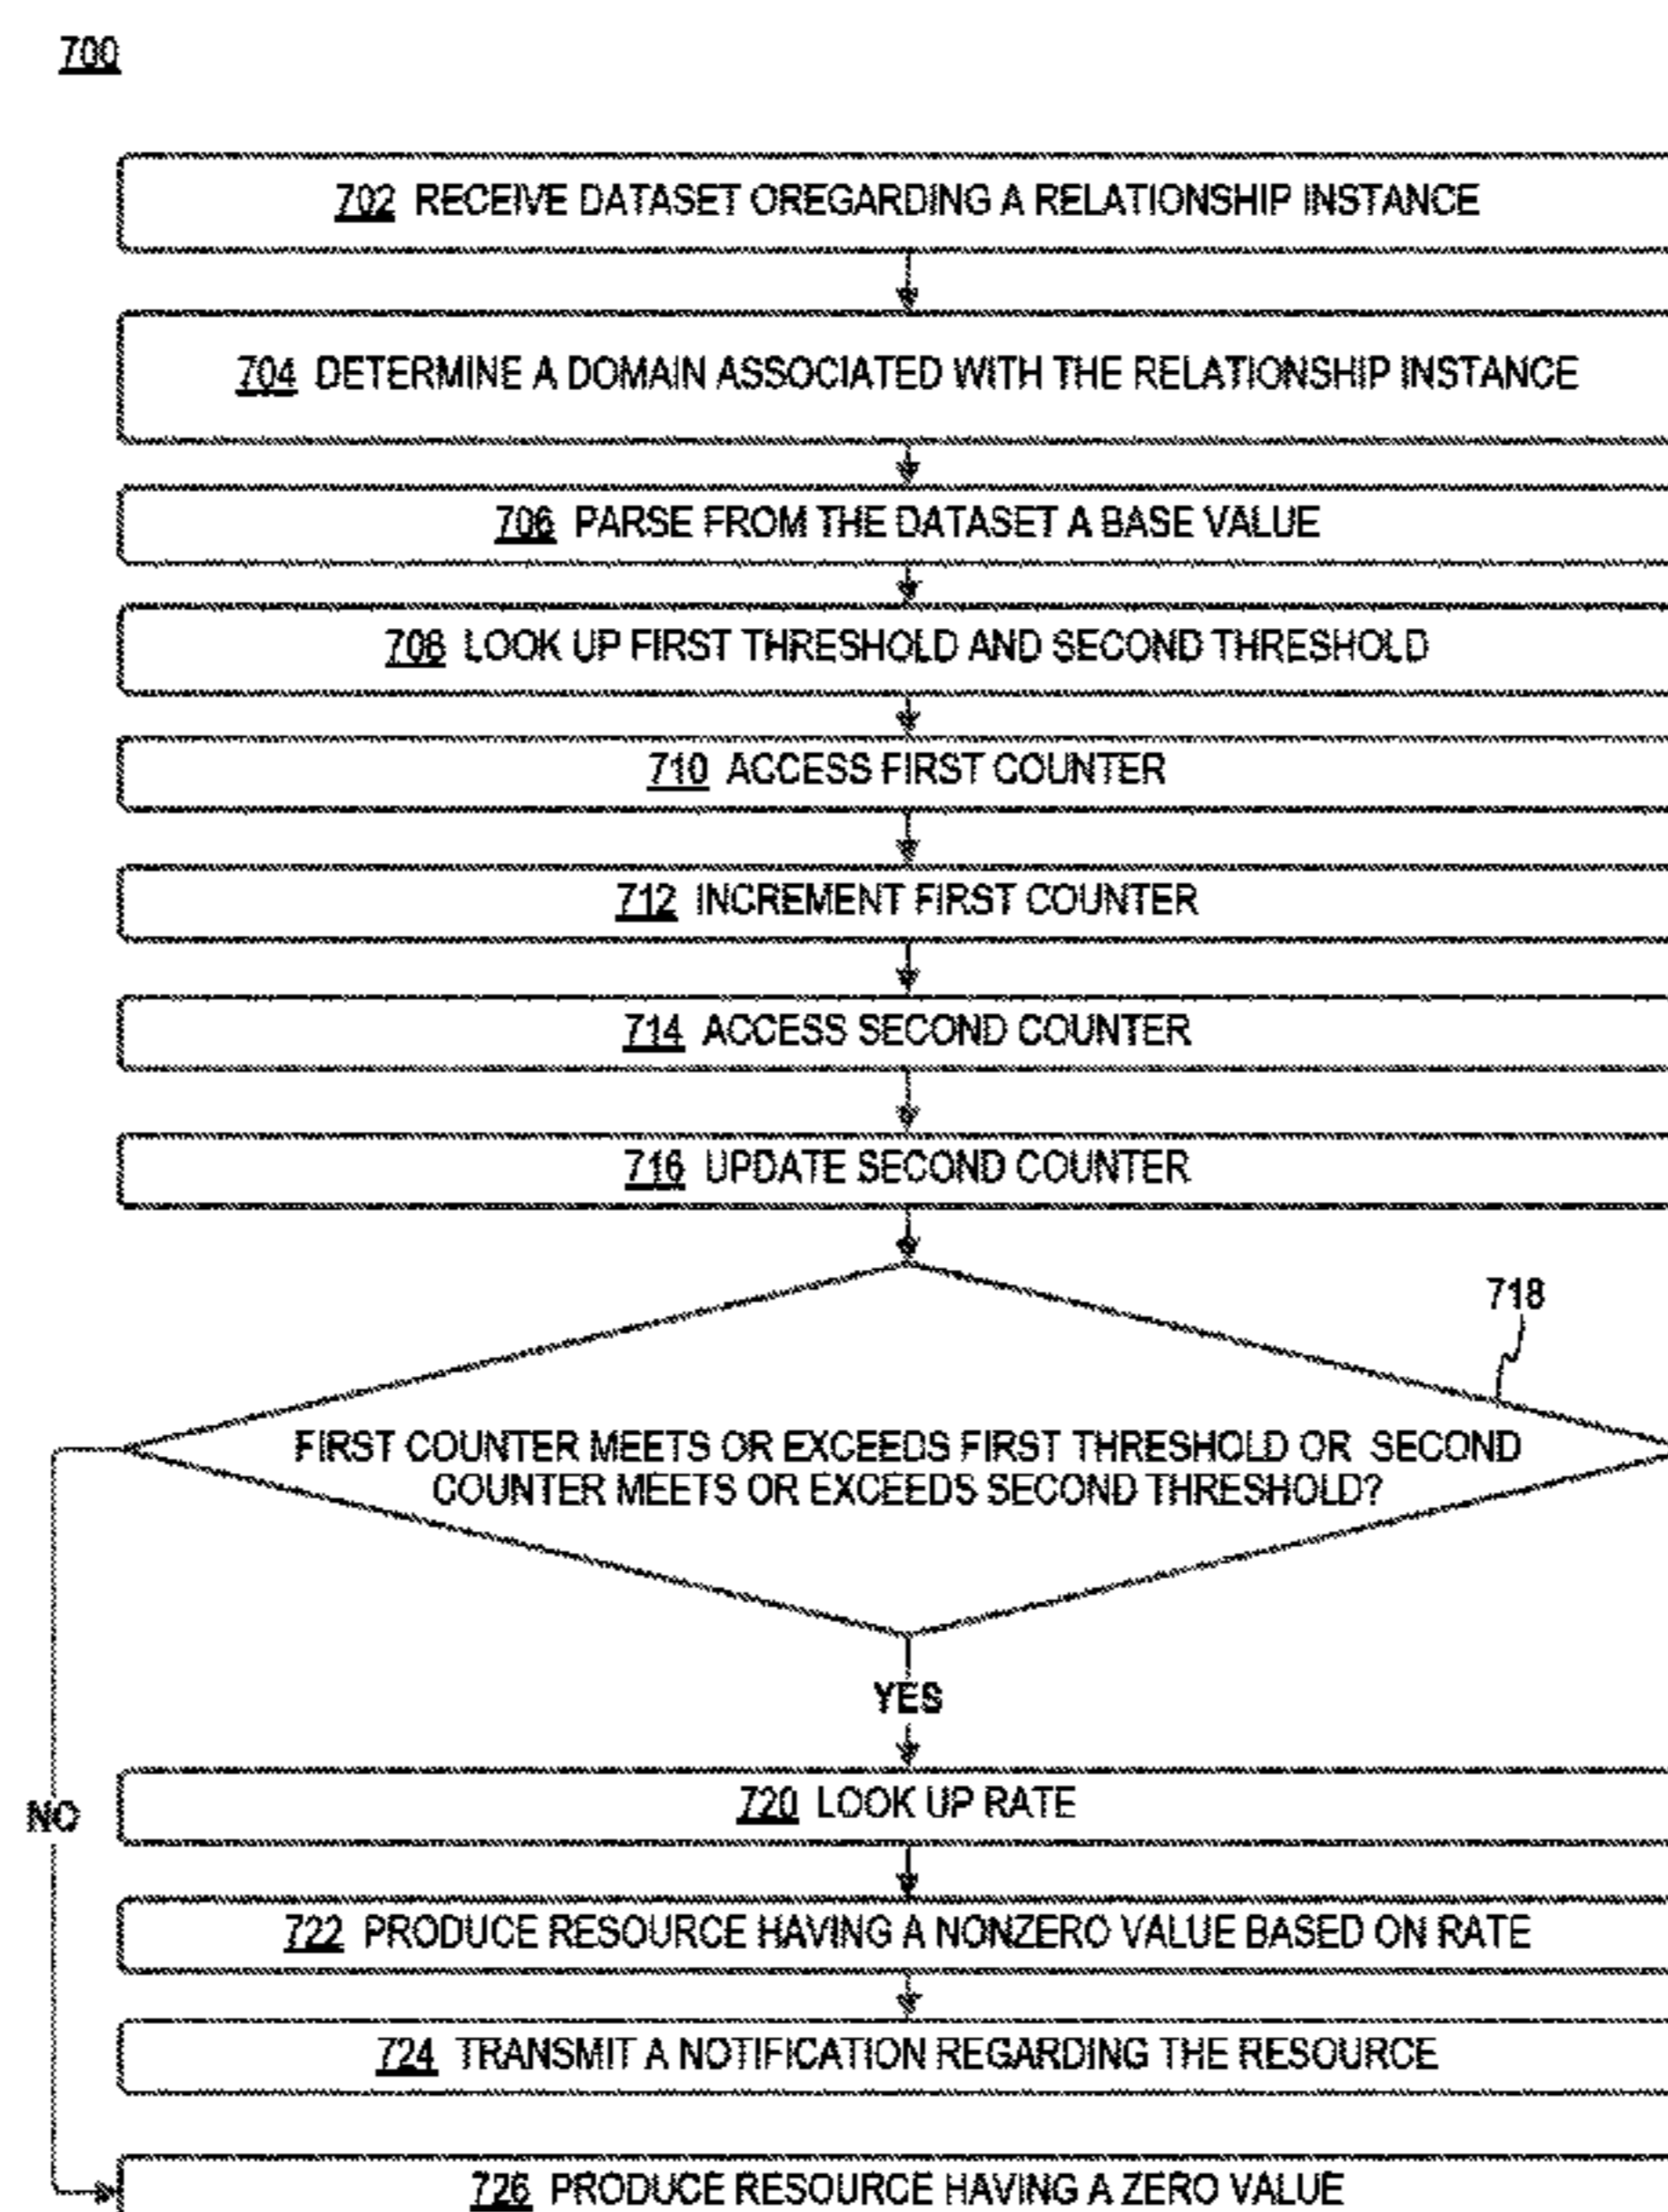 700
702 RECEIVE DATASET OREGARDING A RELATIONSHIP INSTANCE
704 DETERMINE A DOMAIN ASSOCIATED WITH THE RELATIONSHIP INSTANCE
706 PARSE FROM THE DATASET A BASE VALUE
708 LOOK UP FIRST THRESHOLD AND SECOND THRESHOLD
710 ACCESS FIRST COUNTER
712 INCREMENT FIRST COUNTER
714 ACCESS SECOND COUNTER
716 UPDATE SECOND COUNTER
718
FIRST COUNTER MEETS OR EXCEEDS FIRST THRESHOLD OR SECOND
COUNTER MEETS OR EXCEEDS SECOND THRESHOLD?
YES
720 LOOK UP RATE
NO
722 PRODUCE RESOURCE HAVING A NONZERO VALUE BASED ON RATE
724 TRANSMIT A NOTIFICATION REGARDING THE RESOURCE
726 PRODUCE RESOURCE HAVING A ZERO VALUE